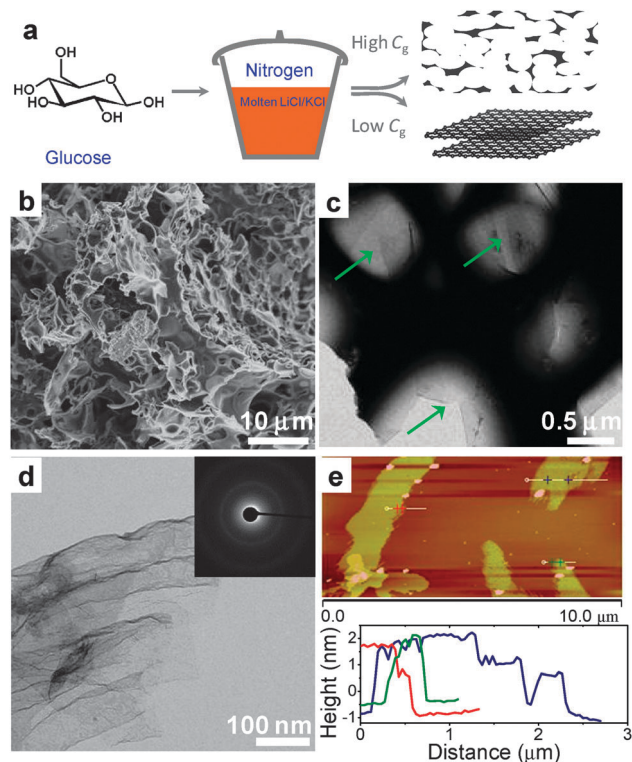 a
OH
HO
O
HO
OH
OH
Glucose
Nitrogen
Molten LiCl/KCl
High Cg
Low Cg
b
10 μm
c
0.5 μm
d
100 nm
e
0.0
10.0 μm
Height (nm)
2
1
0
-1
0
1
2
3
Distance (μm)